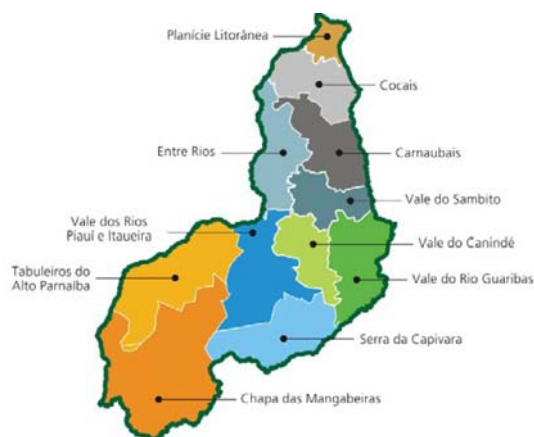 Planície Litorânea
Cocais
Entre Rios
Carnaubais
Vale do Sambito
Vale dos Rios
Piauí e Itaueira
Vale do Canindé
Tabuleiros do
Alto Parnaíba
Vale do Rio Guaribas
Serra da Capivara
Chapa das Mangabeiras